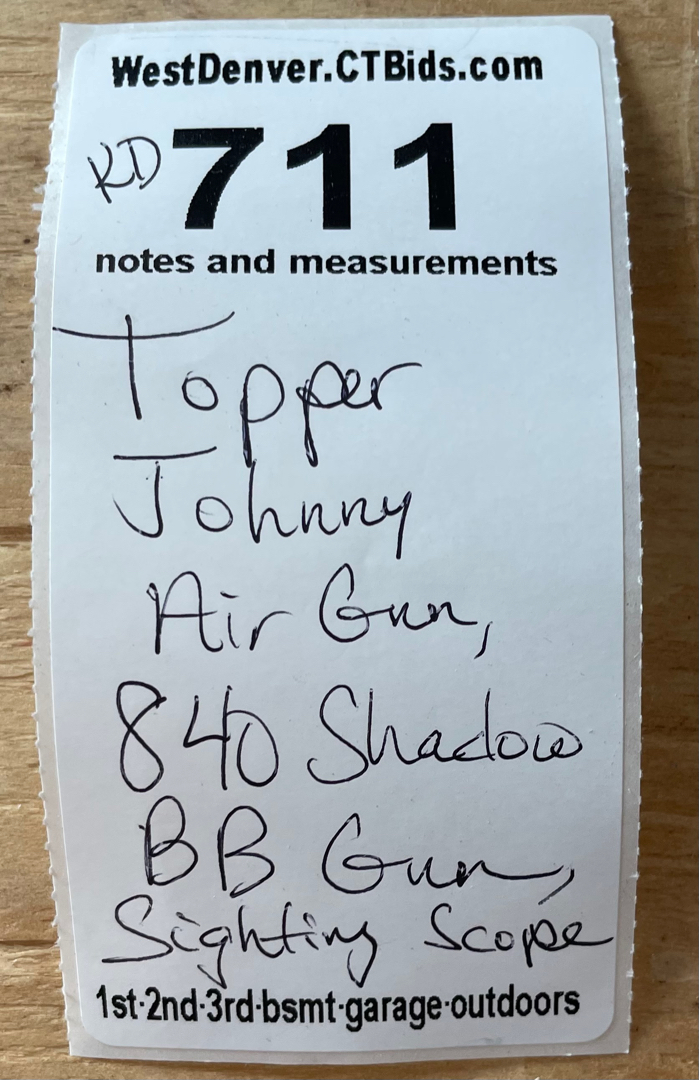 WestDenver.CTBids.com
KD 711
notes and measurements
Topper
Johnny
Air Gun,
840 Shadow
BB Gun,
Sighting Scope
1st·2nd·3rd·bsmt·garage·outdoors